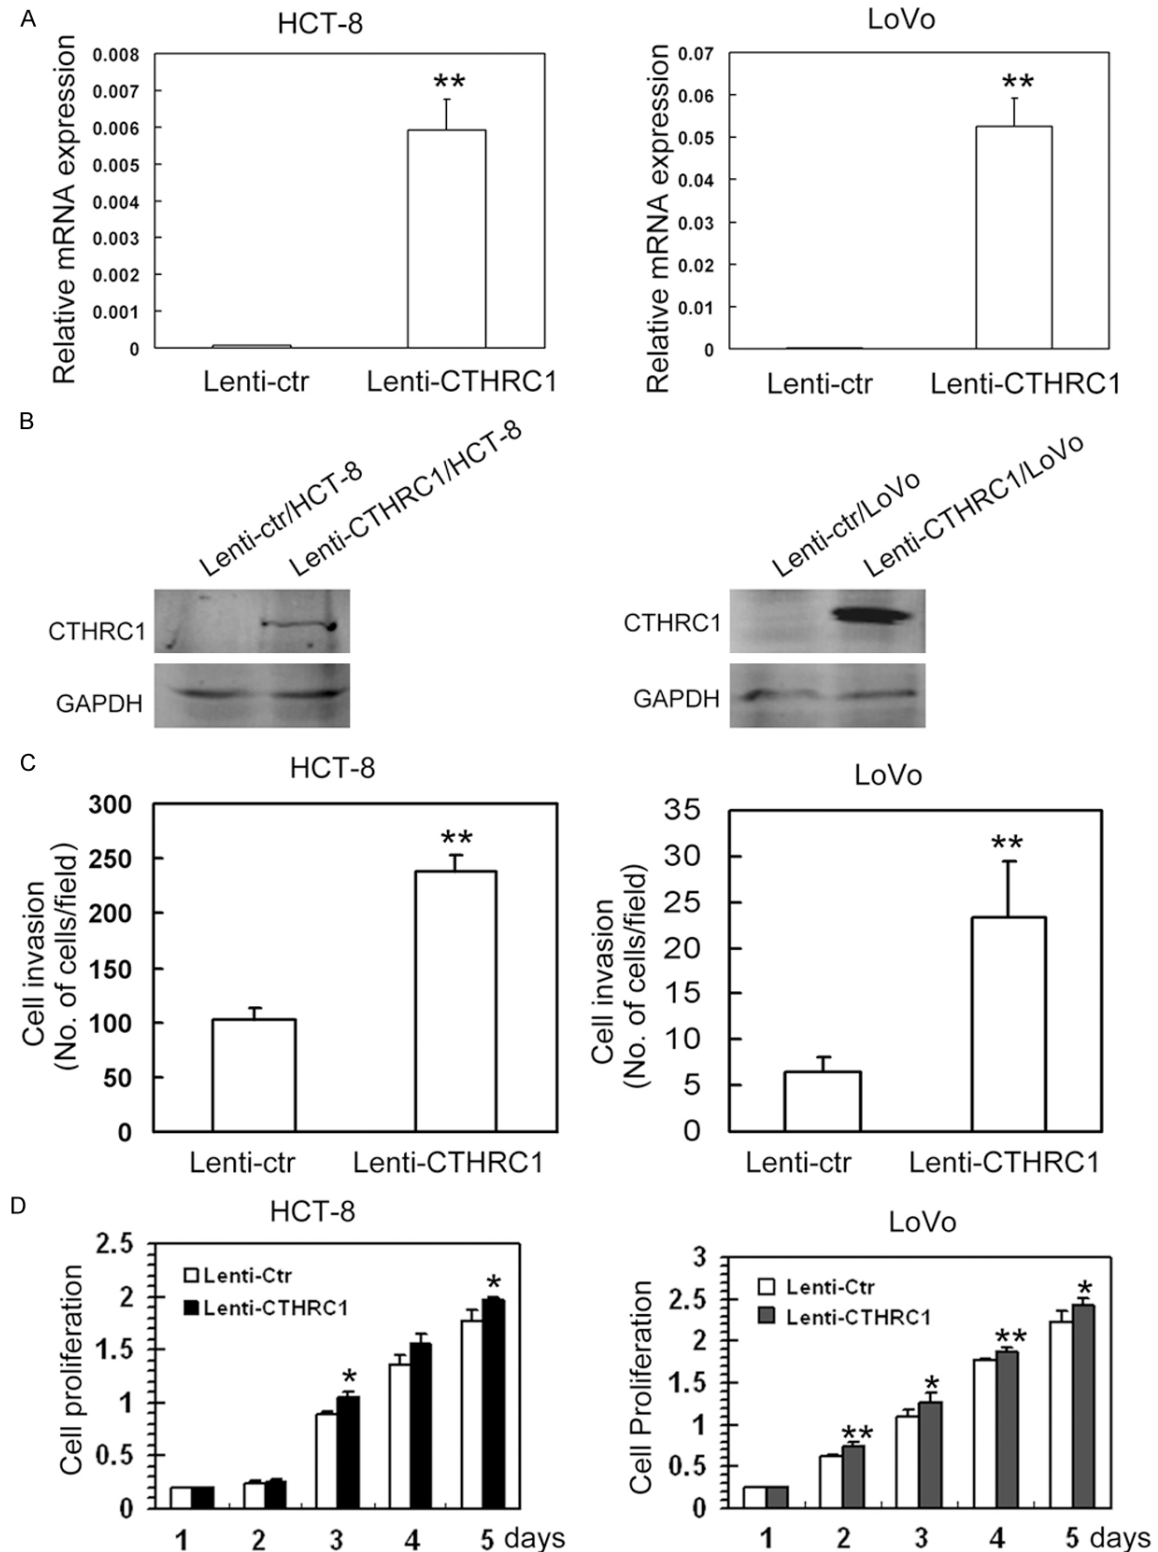 A
HCT-8
LoVo
Relative mRNA expression
0.008
0.007
0.006
0.005
0.004
0.003
0.002
0.001
0
**
Lenti-ctr
Lenti-CTHRC1
Relative mRNA expression
0.07
0.06
0.05
0.04
0.03
0.02
0.01
0
**
Lenti-ctr
Lenti-CTHRC1
B
Lenti-ctr/HCT-8
Lenti-CTHRC1/HCT-8
CTHRC1
GAPDH
Lenti-ctr/LoVo
Lenti-CTHRC1/LoVo
CTHRC1
GAPDH
C
HCT-8
Cell invasion
(No. of cells/field)
300
250
200
150
100
50
0
**
Lenti-ctr
Lenti-CTHRC1
LoVo
Cell invasion
(No. of cells/field)
35
30
25
20
15
10
5
0
**
Lenti-ctr
Lenti-CTHRC1
D
HCT-8
Cell proliferation
2.5
2
1.5
1
0.5
0
Lenti-Ctr
Lenti-CTHRC1
*
*
1 2 3 4 5 days
LoVo
Cell Proliferation
3
2.5
2
1.5
1
0.5
0
Lenti-Ctr
Lenti-CTHRC1
**
*
**
*
1 2 3 4 5 days